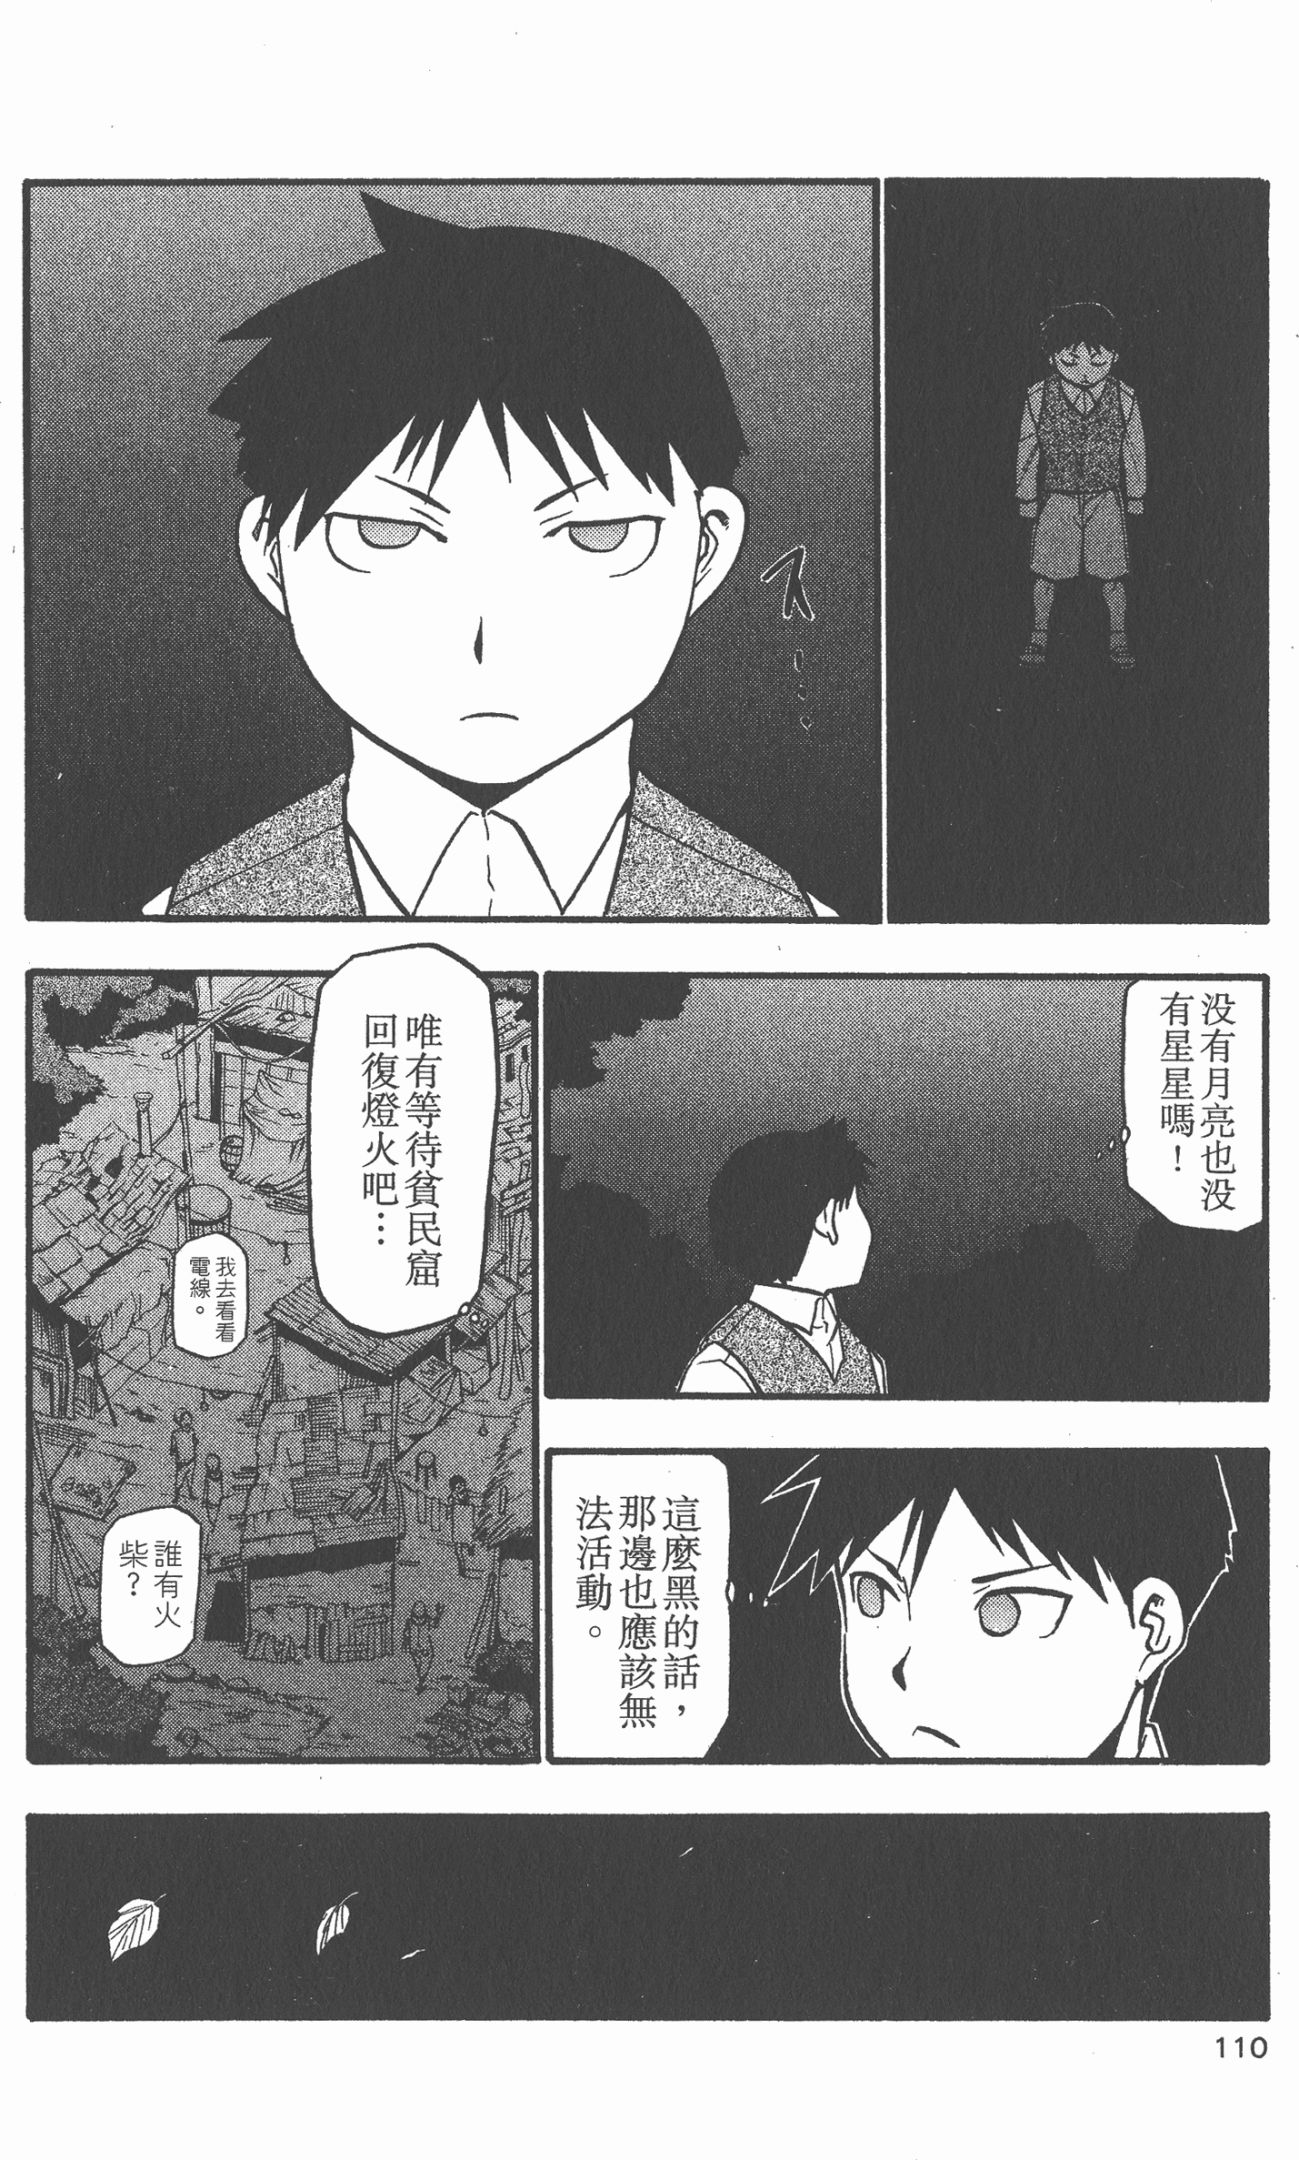 ス…
没有月亮也没
有星星嗎！
這麼黑的話，
那邊也應該無
法活動。
唯有等待貧民窟
回復燈火吧…
我去看看
電線。
誰有火
柴？
110